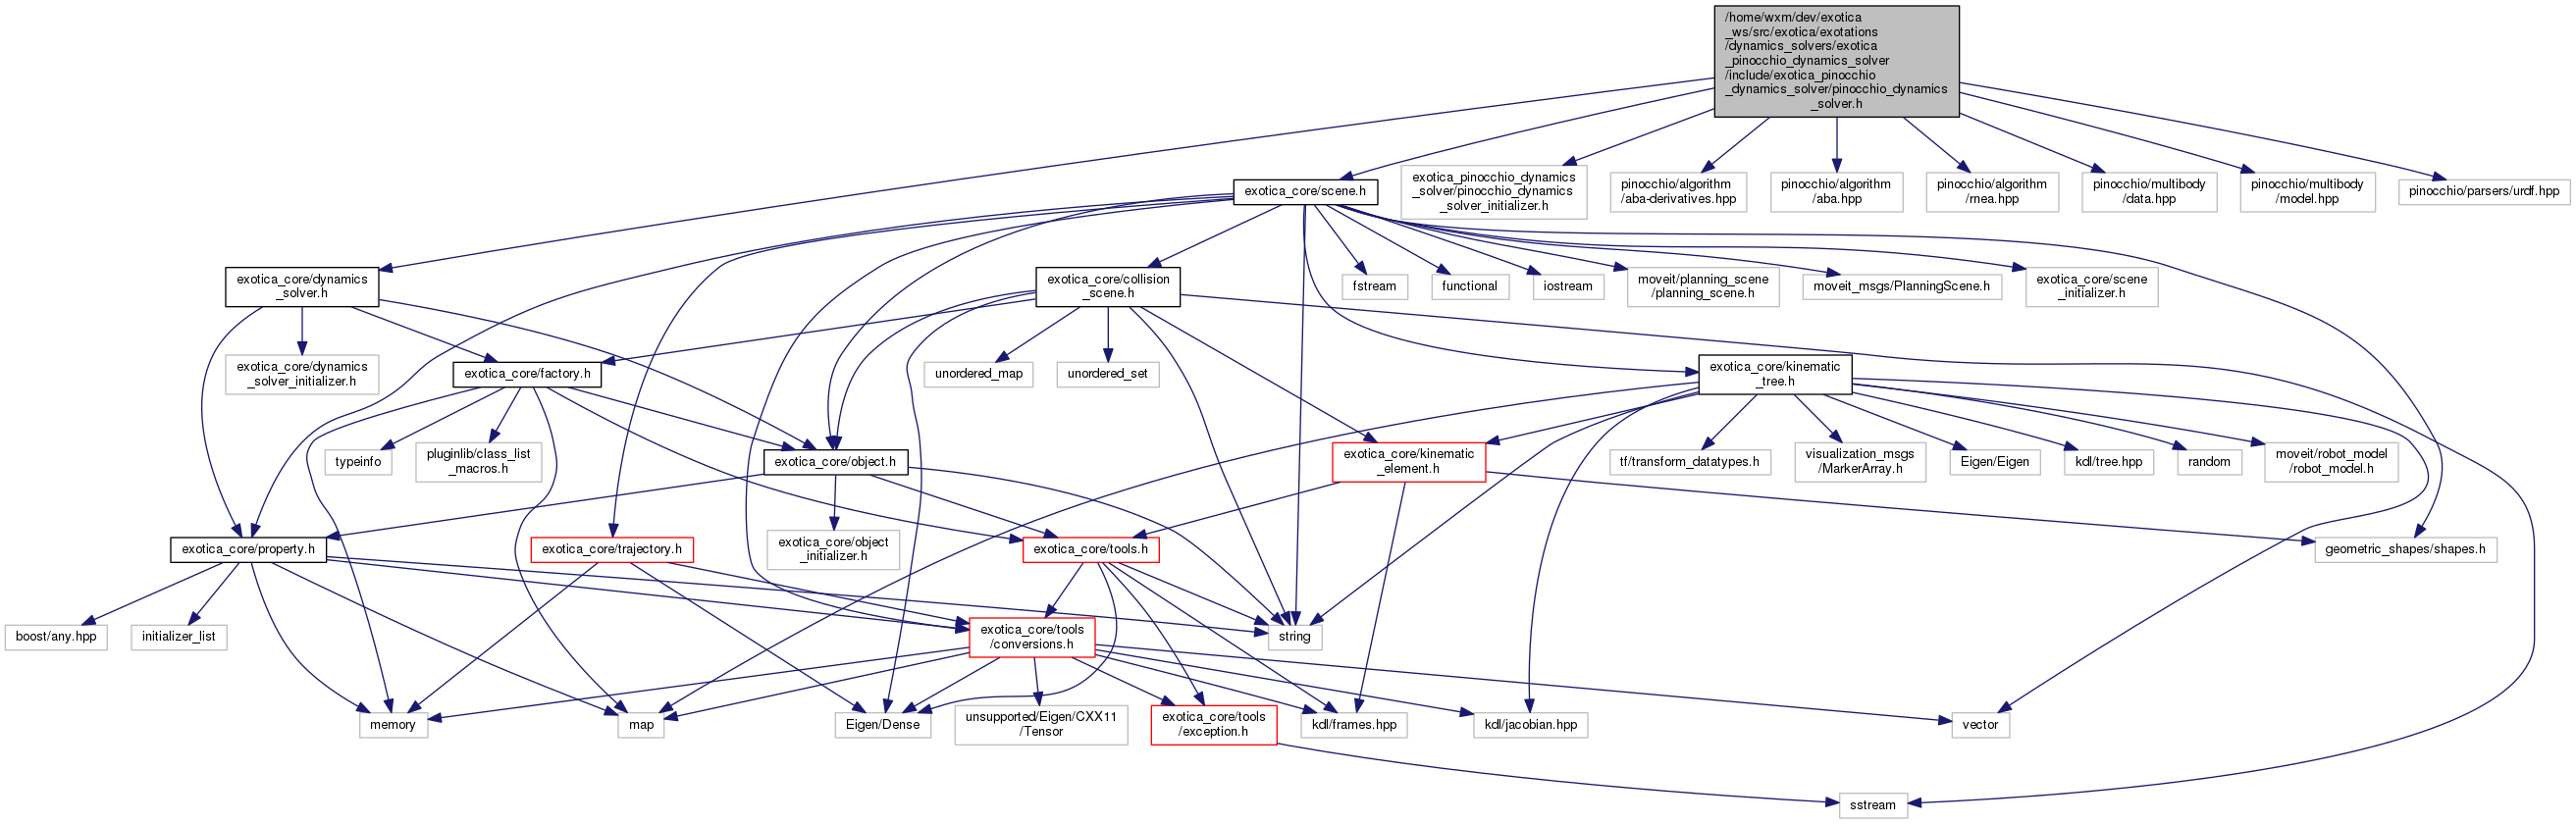 /home/wxm/dev/exotica
_ws/src/exotica/exotations
/dynamics_solvers/exotica
_pinocchio_dynamics_solver
/include/exotica_pinocchio
_dynamics_solver/pinocchio_dynamics
_solver.h
exotica_core/scene.h
exotica_pinocchio_dynamics
_solver/pinocchio_dynamics
_solver_initializer.h
pinocchio/algorithm
/aba-derivatives.hpp
pinocchio/algorithm
/aba.hpp
pinocchio/algorithm
/rnea.hpp
pinocchio/multibody
/data.hpp
pinocchio/multibody
/model.hpp
pinocchio/parsers/urdf.hpp
exotica_core/dynamics
_solver.h
exotica_core/collision
_scene.h
fstream
functional
iostream
moveit/planning_scene
/planning_scene.h
moveit_msgs/PlanningScene.h
exotica_core/scene
_initializer.h
exotica_core/dynamics
_solver_initializer.h
exotica_core/factory.h
unordered_map
unordered_set
exotica_core/kinematic
_tree.h
typeinfo
pluginlib/class_list
_macros.h
exotica_core/object.h
exotica_core/kinematic
_element.h
tf/transform_datatypes.h
visualization_msgs
/MarkerArray.h
Eigen/Eigen
kdl/tree.hpp
random
moveit/robot_model
/robot_model.h
exotica_core/property.h
exotica_core/trajectory.h
exotica_core/object
_initializer.h
exotica_core/tools.h
geometric_shapes/shapes.h
boost/any.hpp
initializer_list
exotica_core/tools
/conversions.h
string
memory
map
Eigen/Dense
unsupported/Eigen/CXX11
/Tensor
exotica_core/tools
/exception.h
kdl/frames.hpp
kdl/jacobian.hpp
vector
sstream